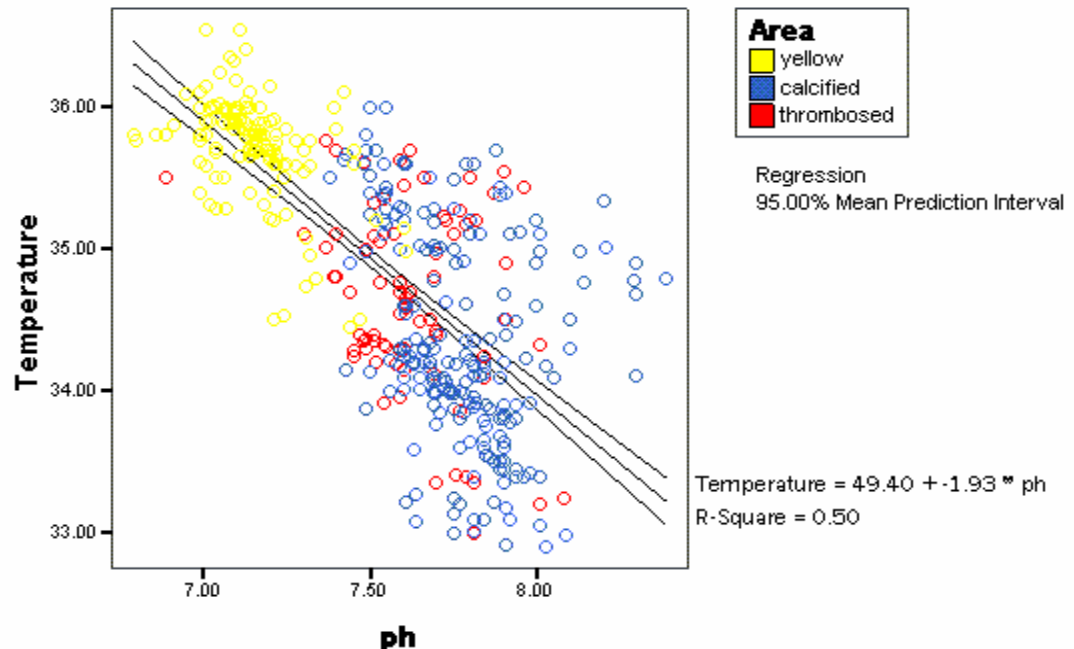 Area
yellow
calcified
thrombosed
Regression
95.00% Mean Prediction Interval
Temperature
36.00
35.00
34.00
33.00
Temperature = 49.40 + -1.93 * ph
R-Square = 0.50
7.00
7.50
8.00
ph